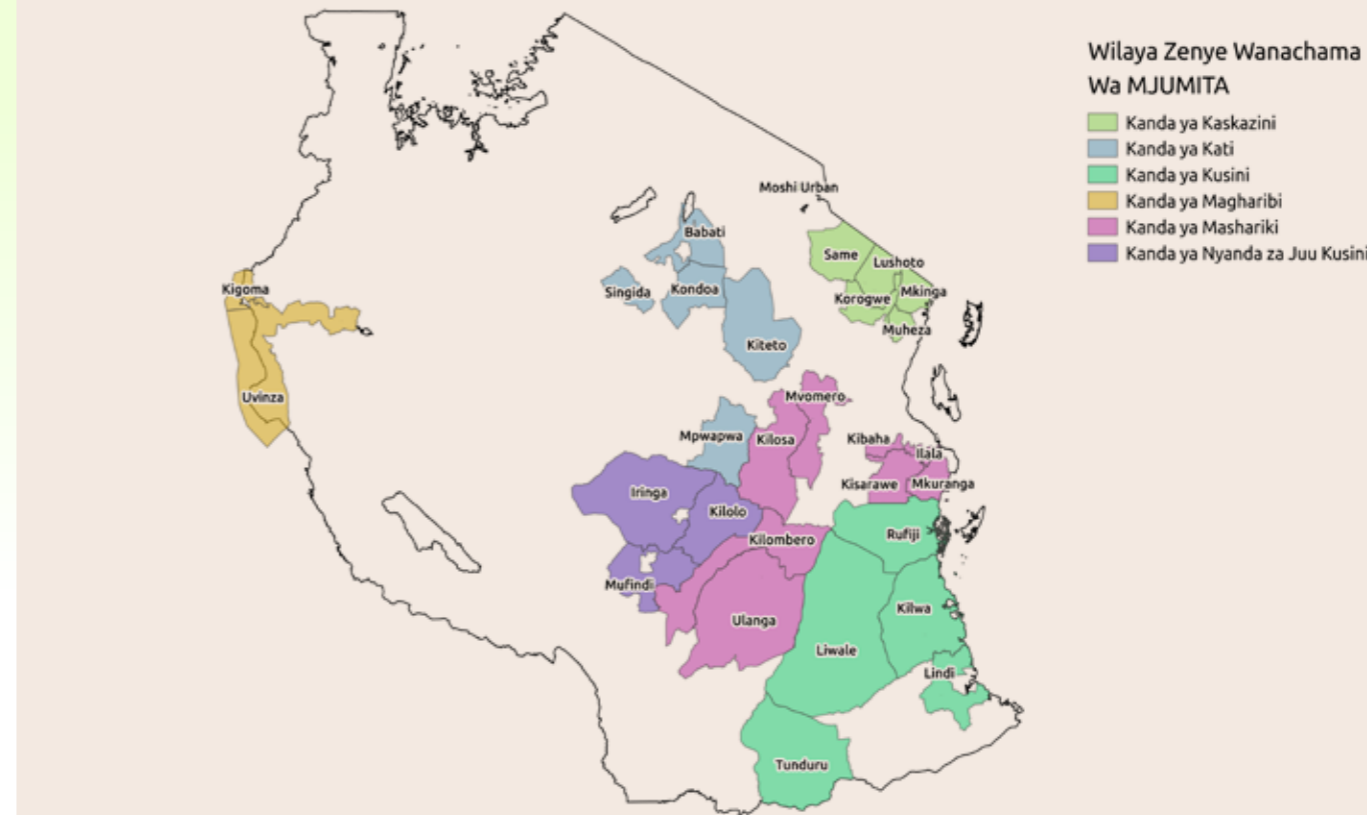 Wilaya Zenye Wanachama
Wa MJUMITA
Kanda ya Kaskazini
Kanda ya Kati
Kanda ya Kusini
Kanda ya Magharibi
Kanda ya Mashariki
Kanda ya Nyanda za Juu Kusini
Moshi Urban
Babati
Same
Lushoto
Kigoma
Singida
Kondoa
Korogwe
Mkinga
Muheza
Kiteto
Uvinza
Mvomero
Mpwapwa
Kilosa
Kibaha
Ilala
Kisarawe
Mkuranga
Iringa
Kilolo
Kilombero
Rufiji
Mufindi
Ulanga
Kilwa
Liwale
Lindi
Tunduru